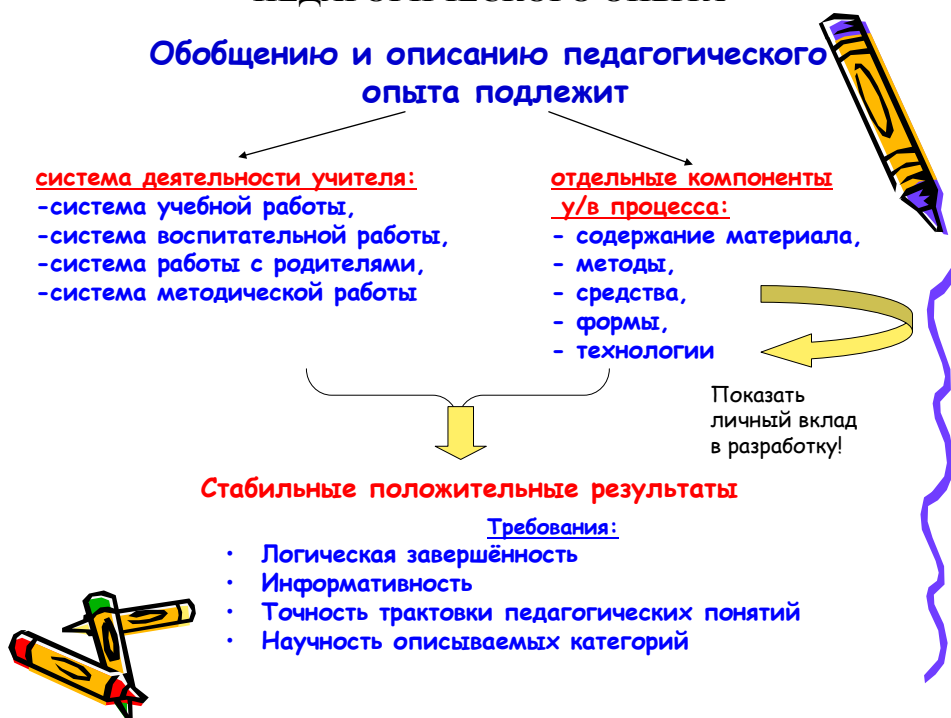 Обобщению и описанию педагогического
опыта подлежит
система деятельности учителя:
-система учебной работы,
-система воспитательной работы,
-система работы с родителями,
-система методической работы
отдельные компоненты
у/в процесса:
- содержание материала,
- методы,
- средства,
- формы,
- технологии
Показать
личный вклад
в разработку!
Стабильные положительные результаты
Требования:
• Логическая завершённость
• Информативность
• Точность трактовки педагогических понятий
• Научность описываемых категорий